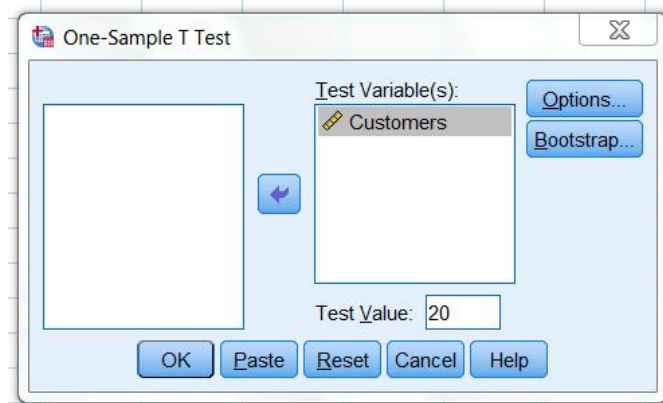 One-Sample T Test
Test Variable(s):
Customers
Options...
Bootstrap...
Test Value: 20
OK Paste Reset Cancel Help